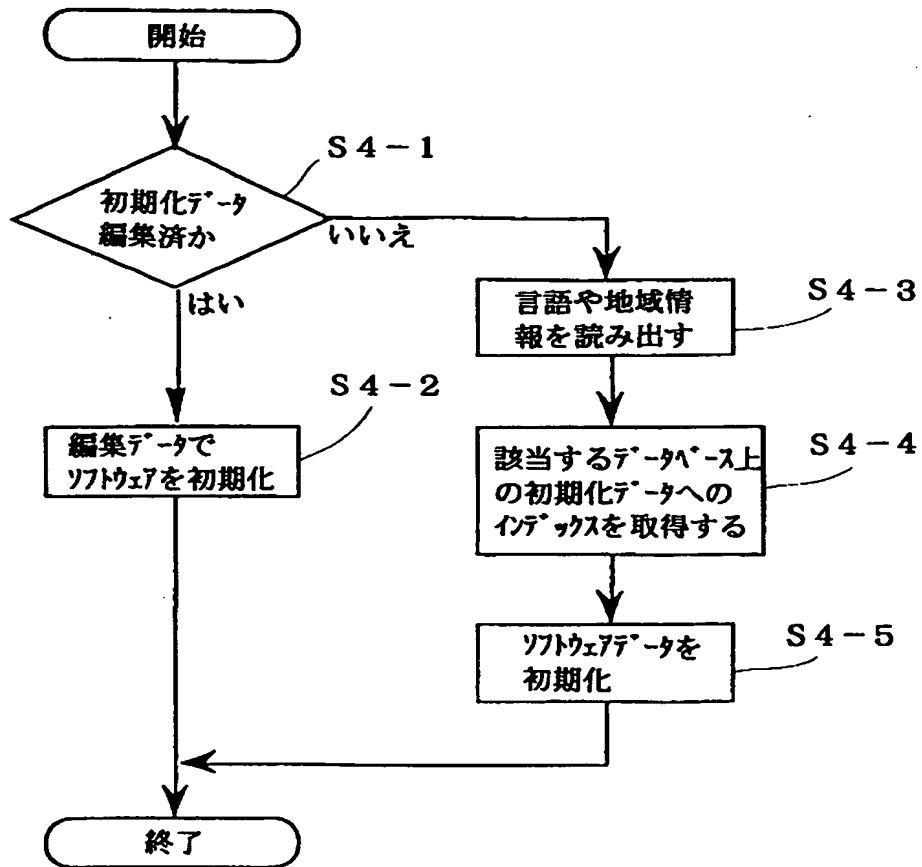 開始
S4-1
初期化データ
編集済か
いいえ
はい
S4-2
編集データで
ソフトウェアを初期化
S4-3
言語や地域情
報を読み出す
S4-4
該当するデータベース上
の初期化データへの
インデックスを取得する
S4-5
ソフトウェアデータを
初期化
終了